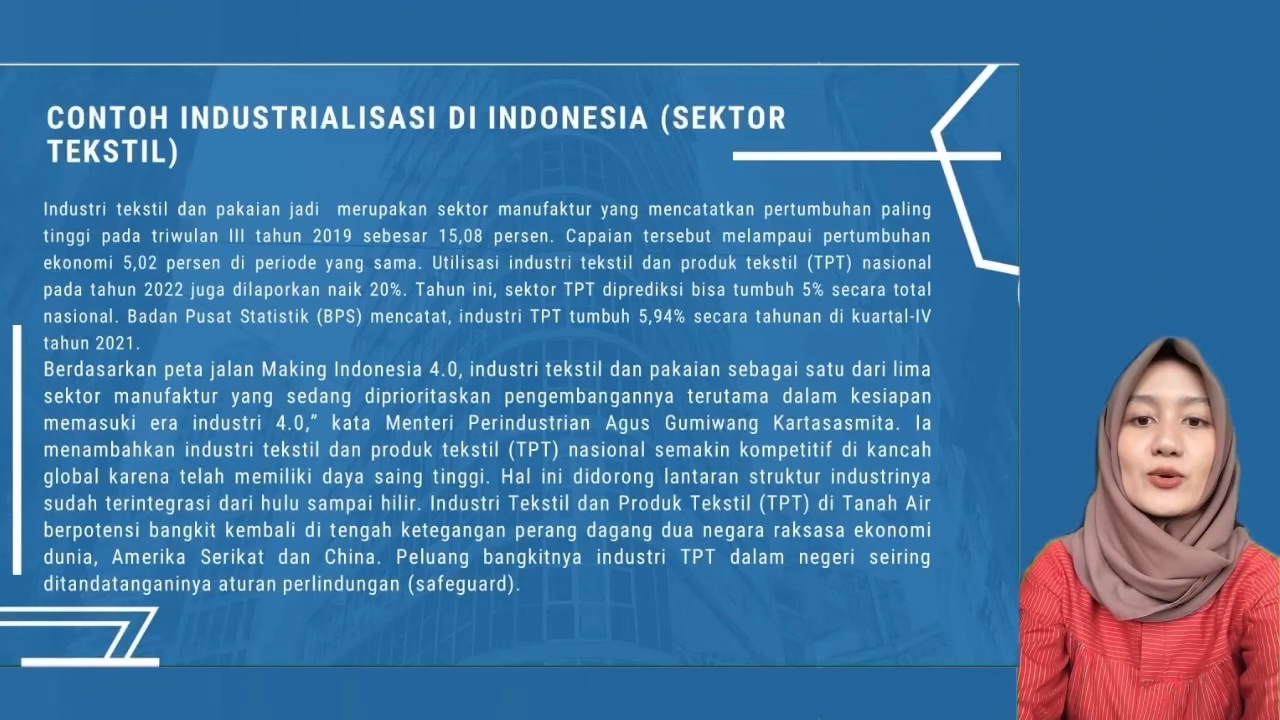 CONTOH INDUSTRIALISASI DI INDONESIA (SEKTOR
TEKSTIL)
Industri tekstil dan pakaian jadi merupakan sektor manufaktur yang mencatatkan pertumbuhan paling
tinggi pada triwulan III tahun 2019 sebesar 15,08 persen. Capaian tersebut melampaui pertumbuhan
ekonomi 5,02 persen di periode yang sama. Utilisasi industri tekstil dan produk tekstil (TPT) nasional
pada tahun 2022 juga dilaporkan naik 20%. Tahun ini, sektor TPT diprediksi bisa tumbuh 5% secara total
nasional. Badan Pusat Statistik (BPS) mencatat, industri TPT tumbuh 5,94% secara tahunan di kuartal-IV
tahun 2021.
Berdasarkan peta jalan Making Indonesia 4.0, industri tekstil dan pakaian sebagai satu dari lima
sektor manufaktur yang sedang diprioritaskan pengembangannya terutama dalam kesiapan
memasuki era industri 4.0,” kata Menteri Perindustrian Agus Gumiwang Kartasasmita. Ia
menambahkan industri tekstil dan produk tekstil (TPT) nasional semakin kompetitif di kancah
global karena telah memiliki daya saing tinggi. Hal ini didorong lantaran struktur industrinya
sudah terintegrasi dari hulu sampai hilir. Industri Tekstil dan Produk Tekstil (TPT) di Tanah Air
berpotensi bangkit kembali di tengah ketegangan perang dagang dua negara raksasa ekonomi
dunia, Amerika Serikat dan China. Peluang bangkitnya industri TPT dalam negeri seiring
ditandatanganinya aturan perlindungan (safeguard).